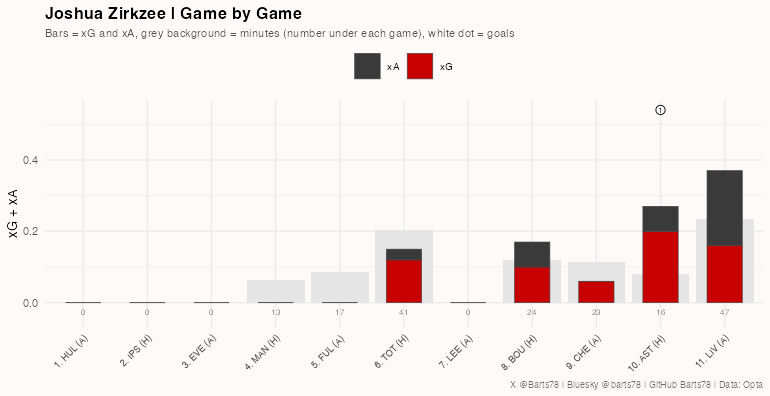 Joshua Zirkzee | Game by Game
Bars = xG and xA, grey background = minutes (number under each game), white dot = goals
xA xG
1
xG + xA
0.4
0.2
0.0
0 0 0 13 17 41 0 24 23 16 47
1. HUL (A) 2. IPS (H) 3. EVE (A) 4. MAN (H) 5. FUL (A) 6. TOT (H) 7. LEE (A) 8. BOU (H) 9. CHE (A) 10. AST (H) 11. LIV (A)
X @Barts78 | Bluesky @barts78 | GitHub Barts78 | Data: Opta